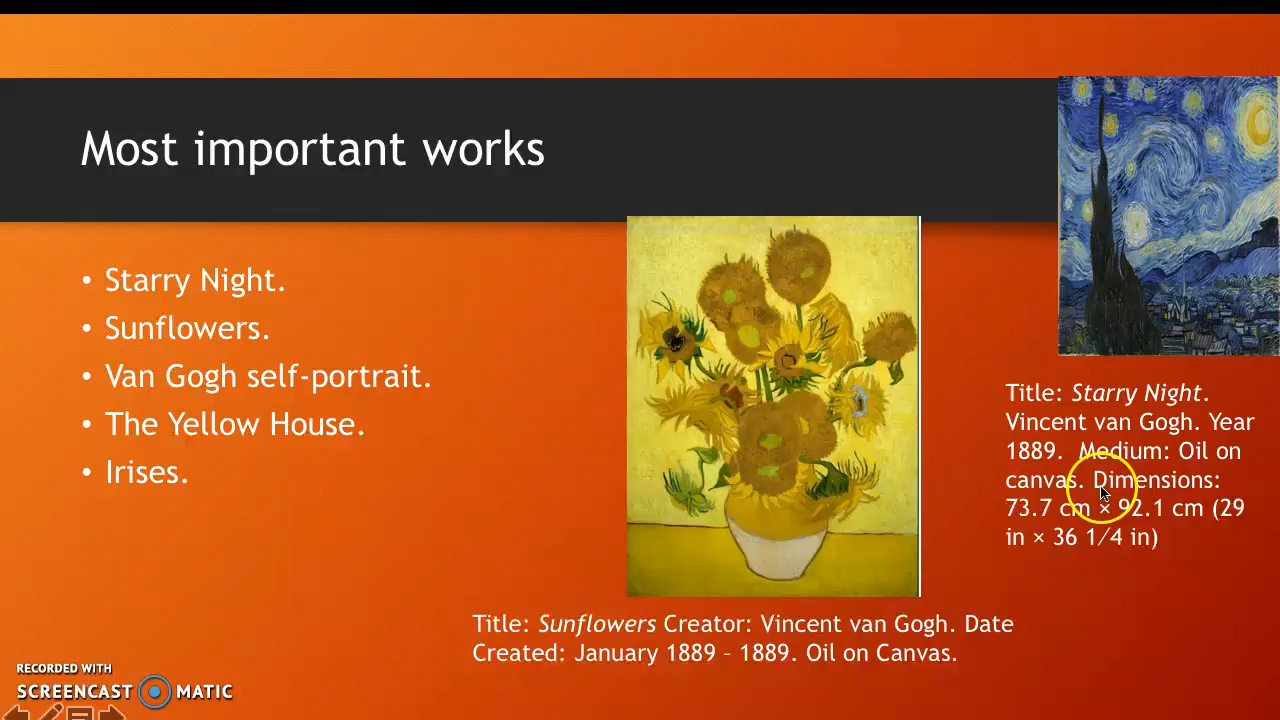 Most important works
• Starry Night.
• Sunflowers.
• Van Gogh self-portrait.
• The Yellow House.
• Irises.
Title: Starry Night.
Vincent van Gogh. Year
1889.  Medium: Oil on
canvas. Dimensions:
73.7 cm × 92.1 cm (29
in × 36 1⁄4 in)
Title: Sunflowers Creator: Vincent van Gogh. Date
Created: January 1889 – 1889. Oil on Canvas.
RECORDED WITH
SCREENCAST MATIC